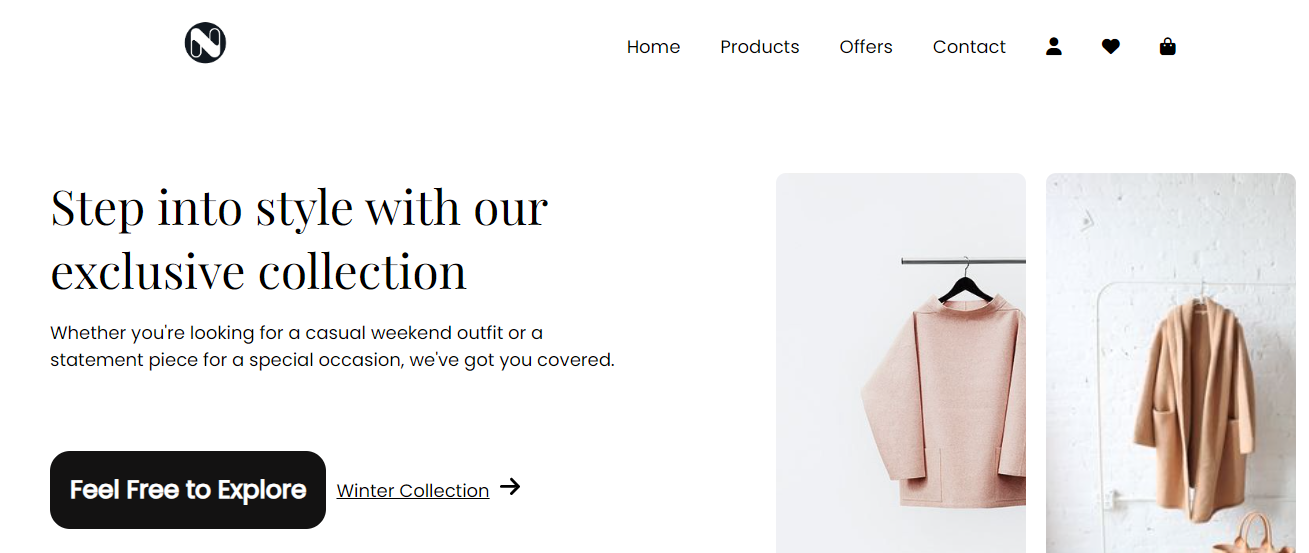 N
Home Products Offers Contact
Step into style with our
exclusive collection
Whether you're looking for a casual weekend outfit or a
statement piece for a special occasion, we've got you covered.
Feel Free to Explore Winter Collection →